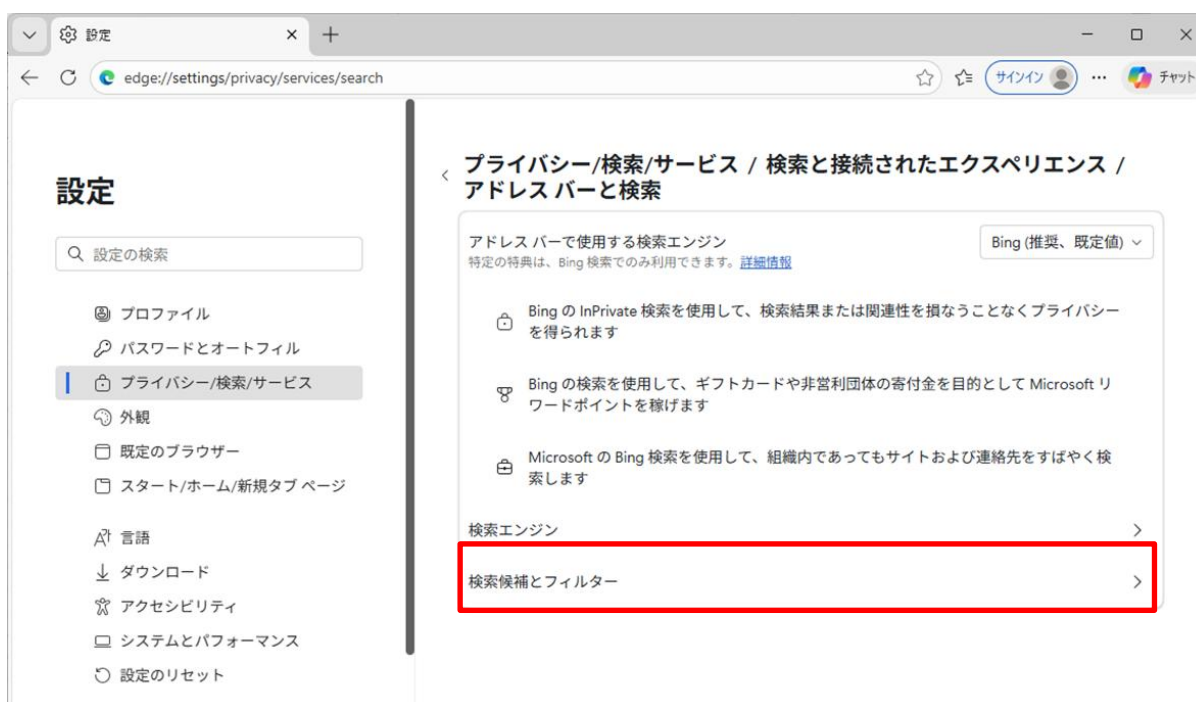 設定
edge://settings/privacy/services/search
サインイン
チャット
設定
設定の検索
プロファイル
パスワードとオートフィル
プライバシー/検索/サービス
外観
既定のブラウザー
スタート/ホーム/新規タブ ページ
言語
ダウンロード
アクセシビリティ
システムとパフォーマンス
設定のリセット
プライバシー/検索/サービス / 検索と接続されたエクスペリエンス /
アドレス バーと検索
アドレス バーで使用する検索エンジン
Bing (推奨、既定値)
特定の特典は、Bing 検索でのみ利用できます。詳細情報
Bing の InPrivate 検索を使用して、検索結果または関連性を損なうことなくプライバシー
を得られます
Bing の検索を使用して、ギフトカードや非営利団体の寄付金を目的として Microsoft リ
ワードポイントを稼げます
Microsoft の Bing 検索を使用して、組織内であってもサイトおよび連絡先をすばやく検
索します
検索エンジン
検索候補とフィルター